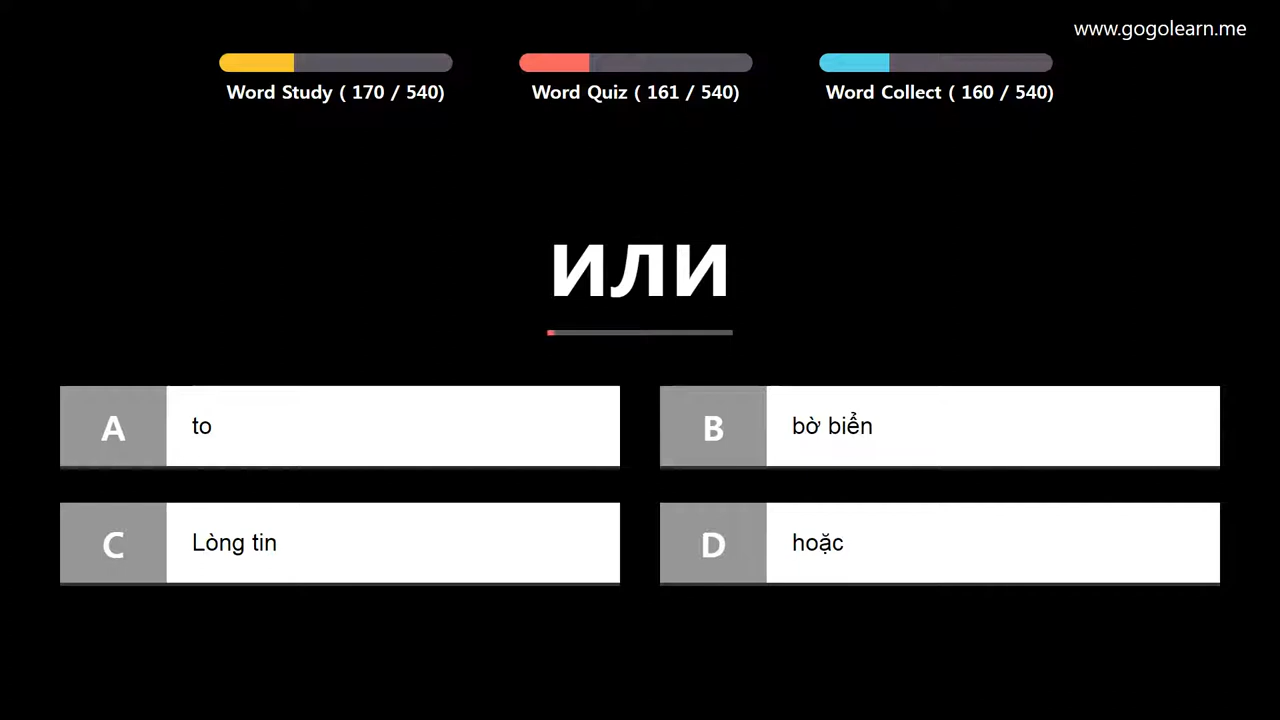 www.gogolearn.me
Word Study ( 170 / 540)
Word Quiz ( 161 / 540)
Word Collect ( 160 / 540)
или
A to
B bờ biển
C Lòng tin
D hoặc